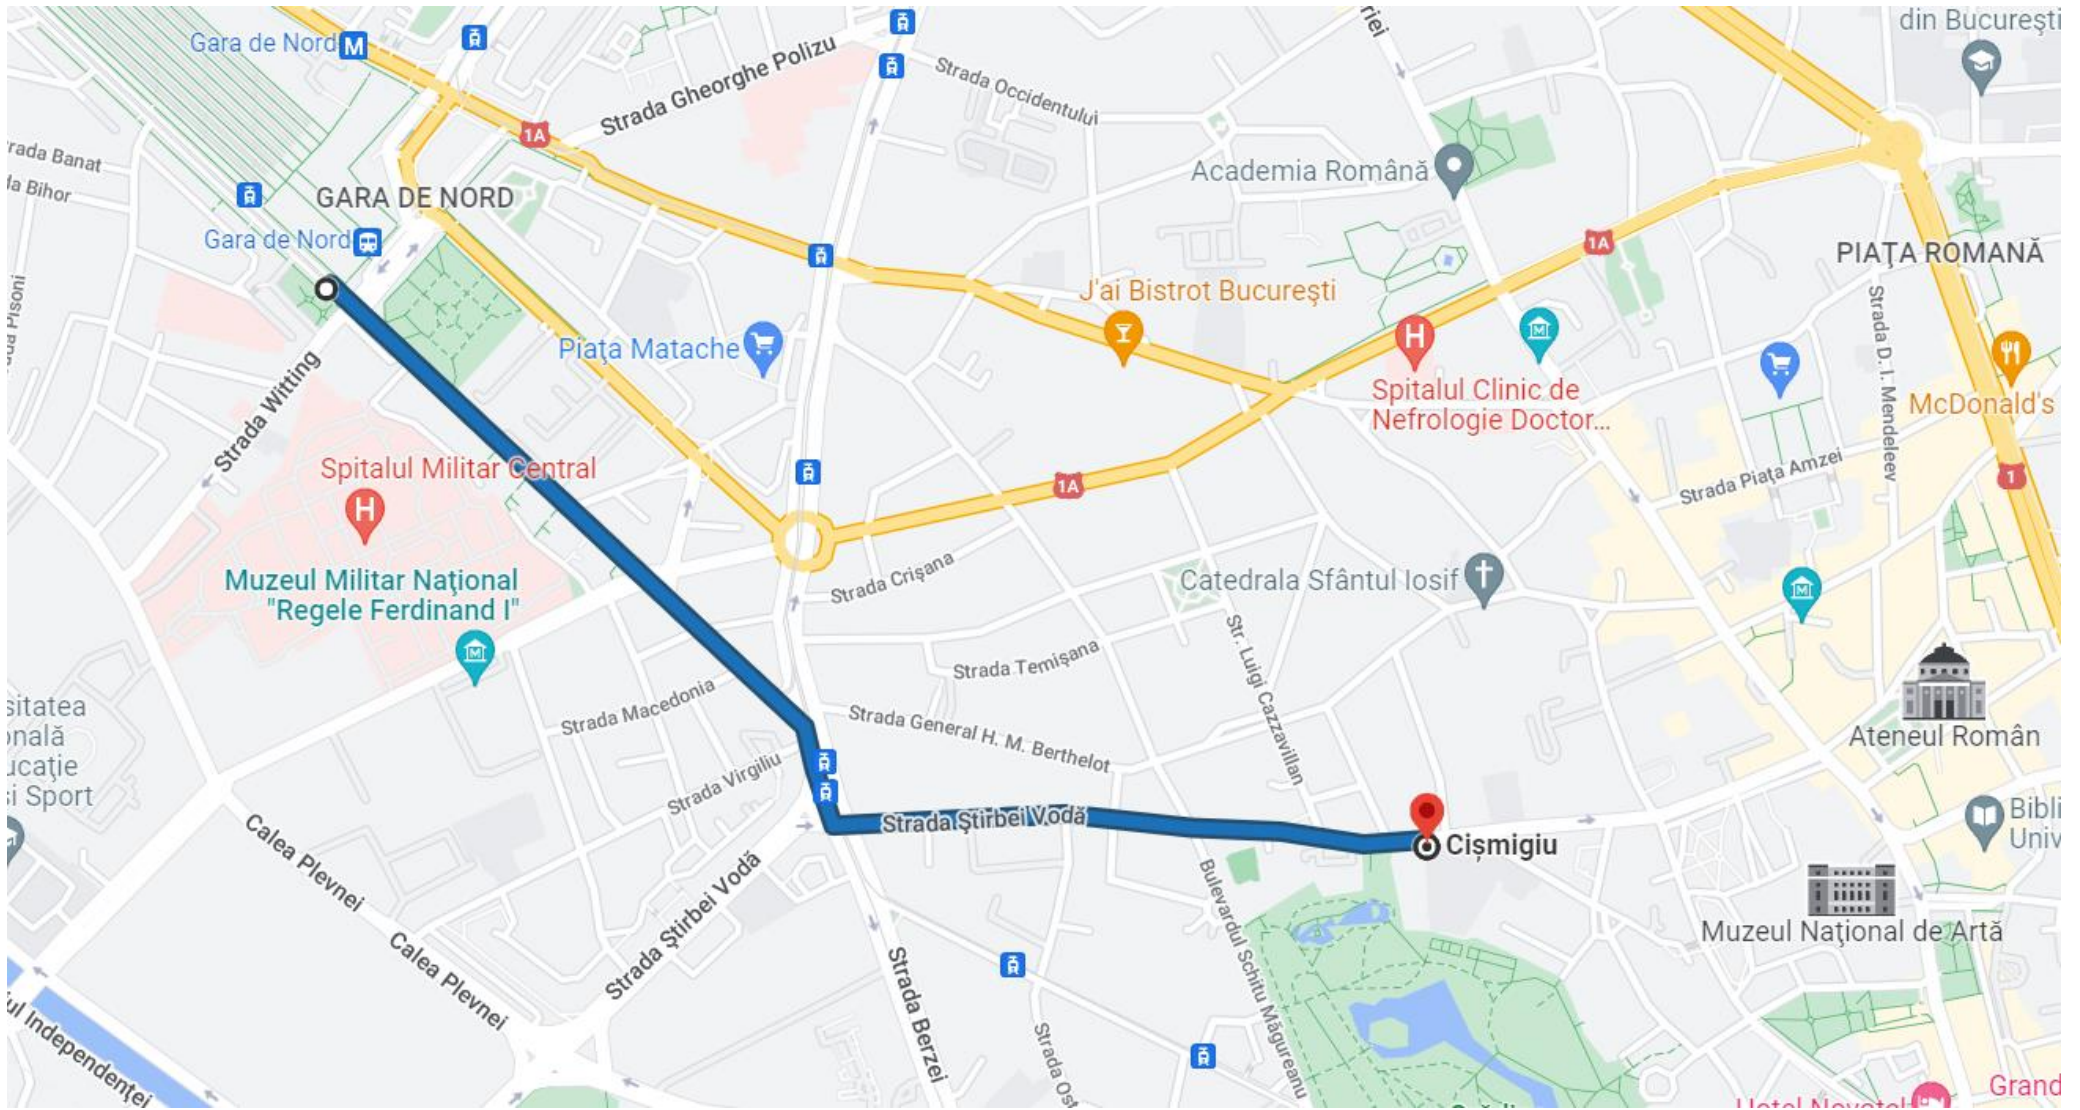 din Bucureşti
Gara de Nord
M
Strada Gheorghe Polizu
Strada Occidentului
1A
Academia Română
GARA DE NORD
Gara de Nord
1A
PIAŢA ROMANĂ
J'ai Bistrot Bucureşti
Piaţa Matache
H
Spitalul Clinic de
Nefrologie Doctor...
Strada D. I. Mendeleev
McDonald's
Strada Witting
Spitalul Militar Central
H
1A
Strada Piaţa Amzei
1
Muzeul Militar Naţional
"Regele Ferdinand I"
Strada Crişana
Catedrala Sfântul Iosif
Strada Temişana
Str. Luigi Cazzavillan
Strada Macedonia
Strada General H. M. Berthelot
Ateneul Român
Strada Virgiliu
Strada Ştirbei Vodă
Cișmigiu
Calea Plevnei
Strada Ştirbei Vodă
Bulevardul Schitu Măgureanu
Muzeul Naţional de Artă
Calea Plevnei
Strada Berzei
Independenţei
Grand